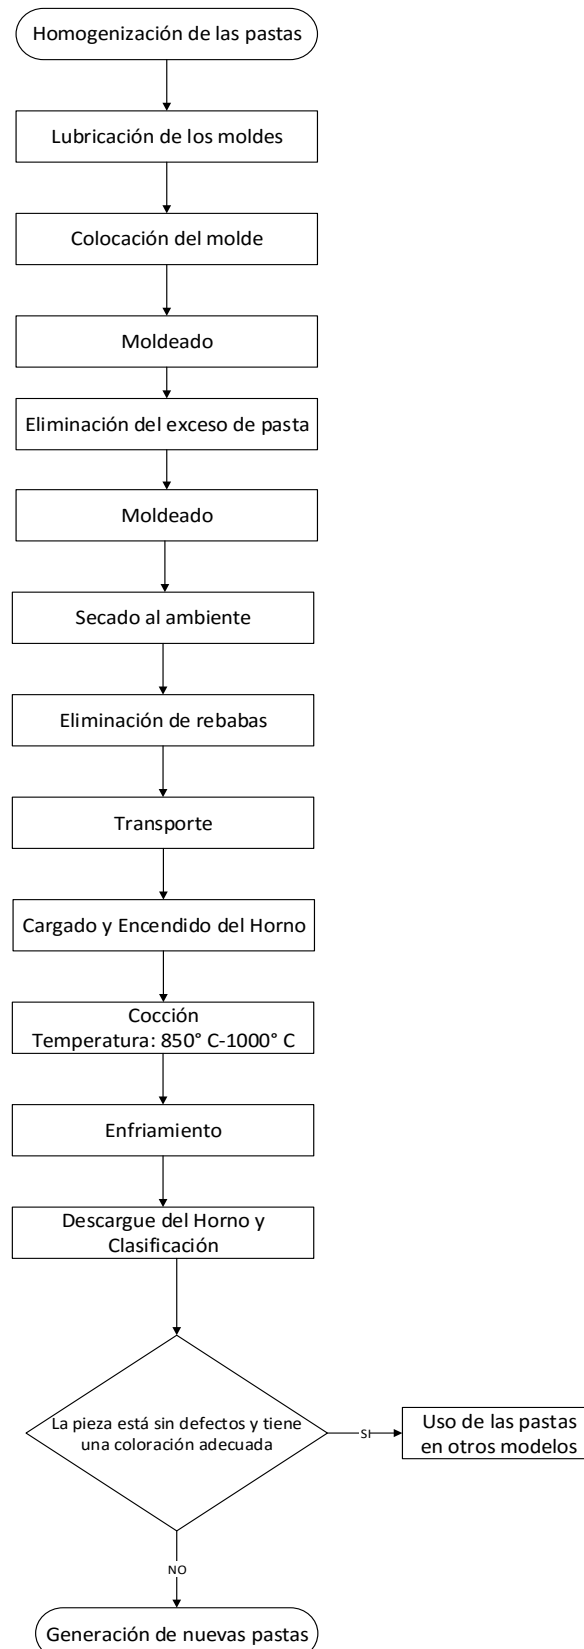 Homogenización de las pastas
Lubricación de los moldes
Colocación del molde
Moldeado
Eliminación del exceso de pasta
Moldeado
Secado al ambiente
Eliminación de rebabas
Transporte
Cargado y Encendido del Horno
Cocción
Temperatura: 850° C-1000° C
Enfriamiento
Descargue del Horno y
Clasificación
La pieza está sin defectos y tiene
una coloración adecuada
SI
Uso de las pastas
en otros modelos
NO
Generación de nuevas pastas